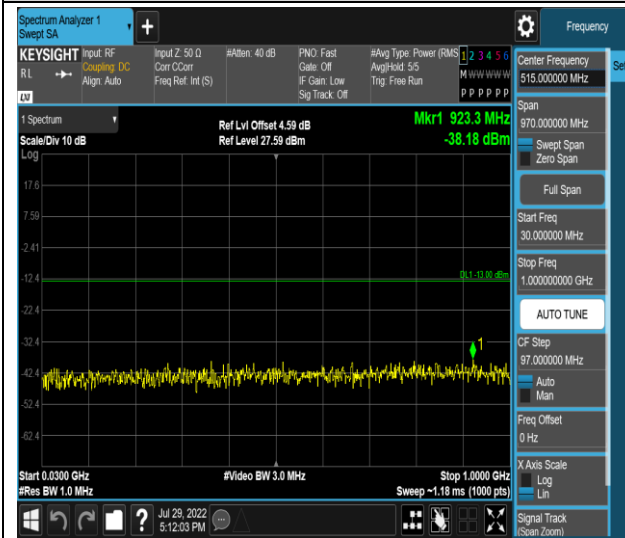 Spectrum Analyzer 1
Swept SA
+
Frequency
KEYSIGHT
RL
LXI
Input: RF
Coupling: DC
Align: Auto
Input Z: 50 Ω
Corr CCorr
Freq Ref: Int (S)
#Atten: 40 dB
PNO: Fast
Gate: Off
IF Gain: Low
Sig Track: Off
#Avg Type: Power (RMS
Avg|Hold: 5/5
Trig: Free Run
1 2 3 4 5 6
M W W W W W
P P P P P P
1 Spectrum
Scale/Div 10 dB
Log
Ref Lvl Offset 4.59 dB
Ref Level 27.59 dBm
Mkr1 923.3 MHz
-38.18 dBm
17.6
7.59
-2.41
-12.4
DL1 -13.00 dBm
-22.4
-32.4
1
-42.4
-52.4
-62.4
Start 0.0300 GHz
#Res BW 1.0 MHz
#Video BW 3.0 MHz
Stop 1.0000 GHz
Sweep ~1.18 ms (1000 pts)
?
Jul 29, 2022
5:12:03 PM
Center Frequency
515.000000 MHz
Set
Span
970.000000 MHz
Swept Span
Zero Span
Full Span
Start Freq
30.000000 MHz
Stop Freq
1.000000000 GHz
AUTO TUNE
CF Step
97.000000 MHz
Auto
Man
Freq Offset
0 Hz
X Axis Scale
Log
Lin
Signal Track
(Span Zoom)